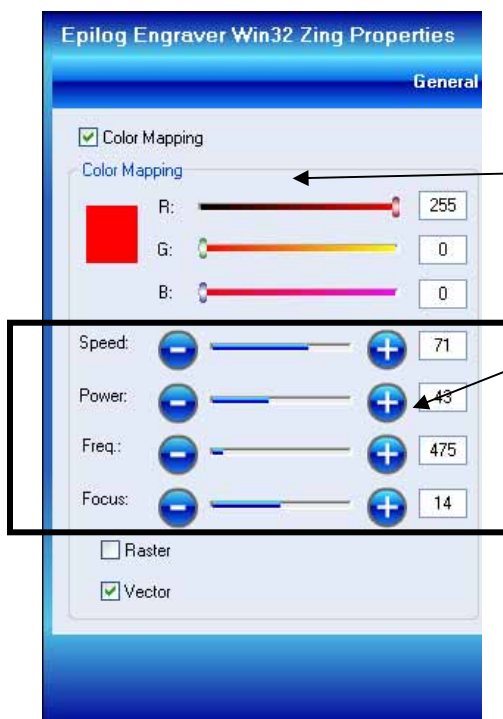 Epilog Engraver Win32 Zing Properties
General
Color Mapping
Color Mapping
R: 255
G: 0
B: 0
Speed: 71
Power: 43
Freq.: 475
Focus: 14
Raster
Vector